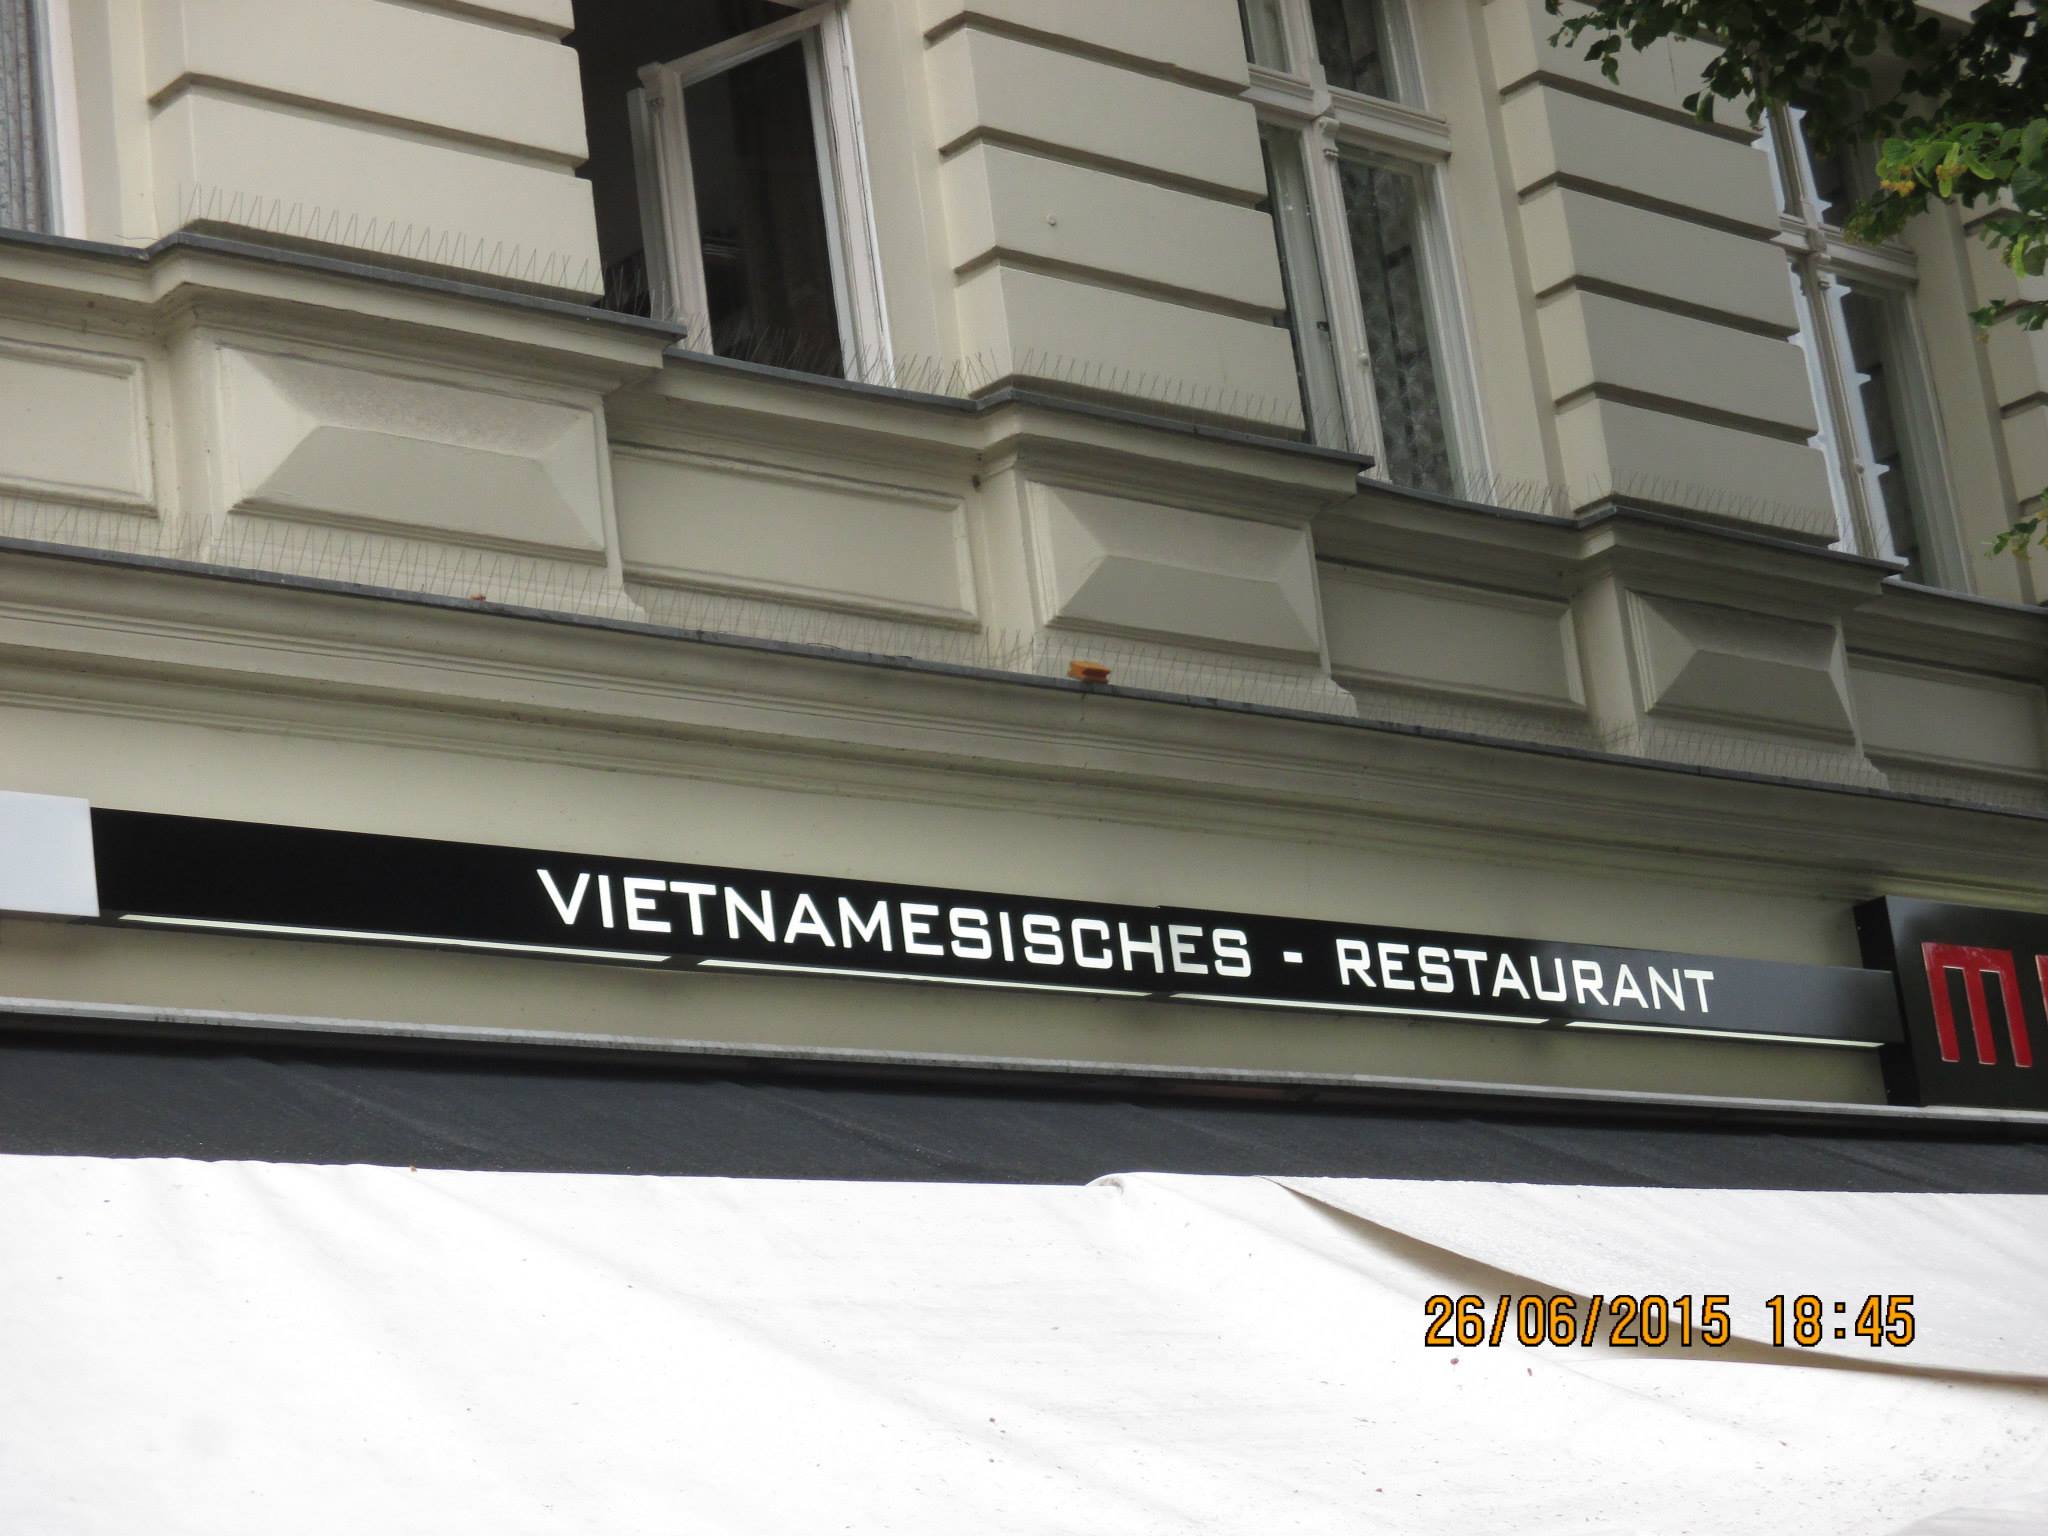 VIETNAMESISCHES - RESTAURANT
M
26/06/2015 18:45